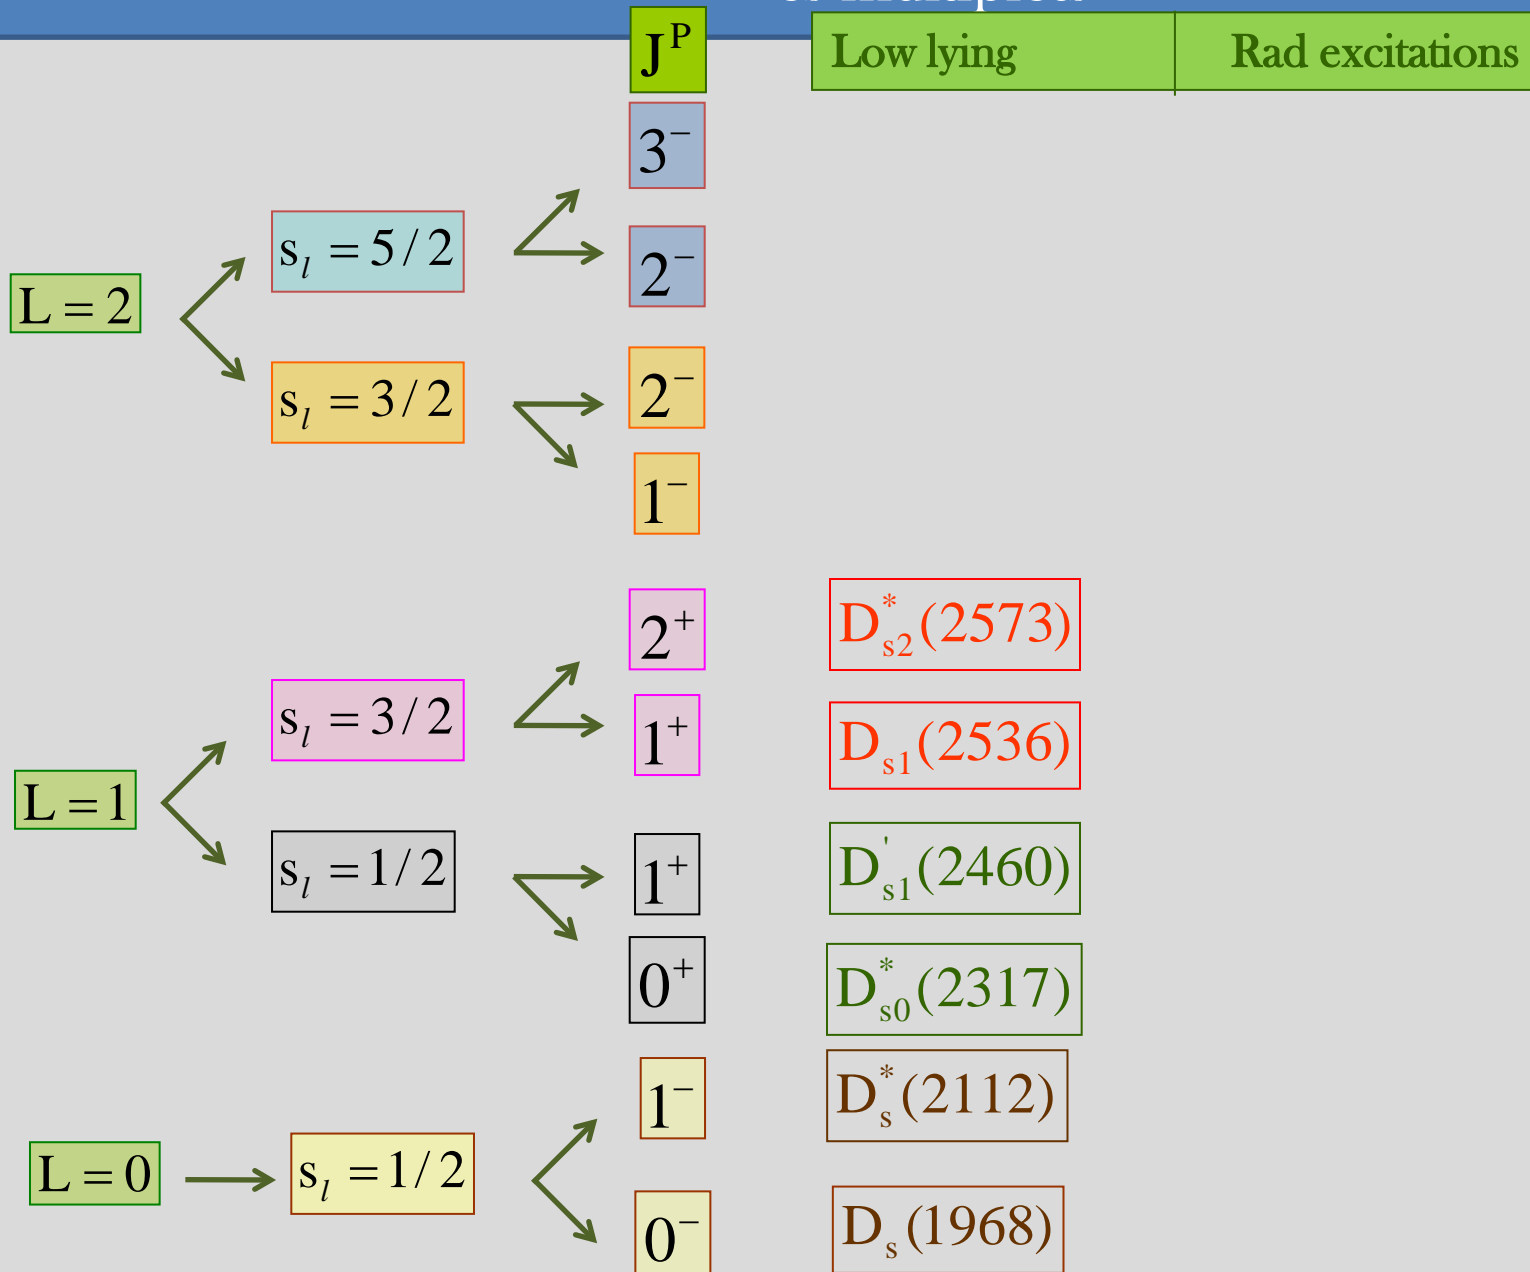 J^P Low lying Rad excitations
3^−
s_l = 5/2
2^−
L = 2
2^−
s_l = 3/2
1^−
2^+ D*_s2(2573)
s_l = 3/2
1^+ D_s1(2536)
L = 1
s_l = 1/2 1^+ D'_s1(2460)
0^+ D*_s0(2317)
1^− D*_s(2112)
L = 0 s_l = 1/2
0^− D_s(1968)